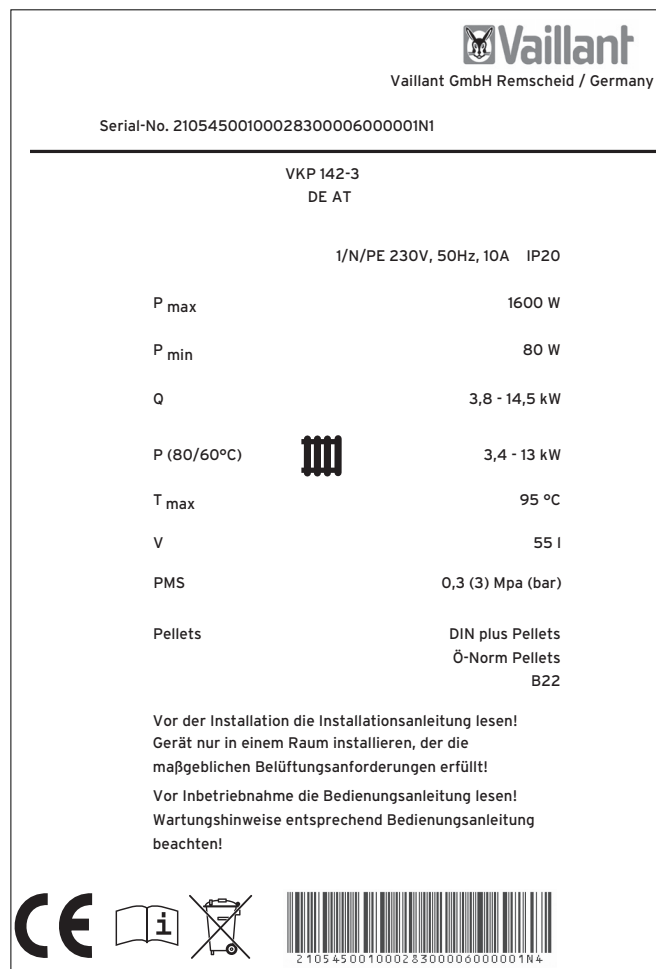 Vaillant
Vaillant GmbH Remscheid / Germany
Serial-No. 21054500100028300006000001N1
VKP 142-3
DE AT
1/N/PE 230V, 50Hz, 10A IP20
P max 1600 W
P min 80 W
Q 3,8 - 14,5 kW
P (80/60°C) 3,4 - 13 kW
T max 95 °C
V 55 l
PMS 0,3 (3) Mpa (bar)
Pellets DIN plus Pellets
Ö-Norm Pellets
B22
Vor der Installation die Installationsanleitung lesen!
Gerät nur in einem Raum installieren, der die
maßgeblichen Belüftungsanforderungen erfüllt!
Vor Inbetriebnahme die Bedienungsanleitung lesen!
Wartungshinweise entsprechend Bedienungsanleitung
beachten!
CE i
21054500100028300006000001N4